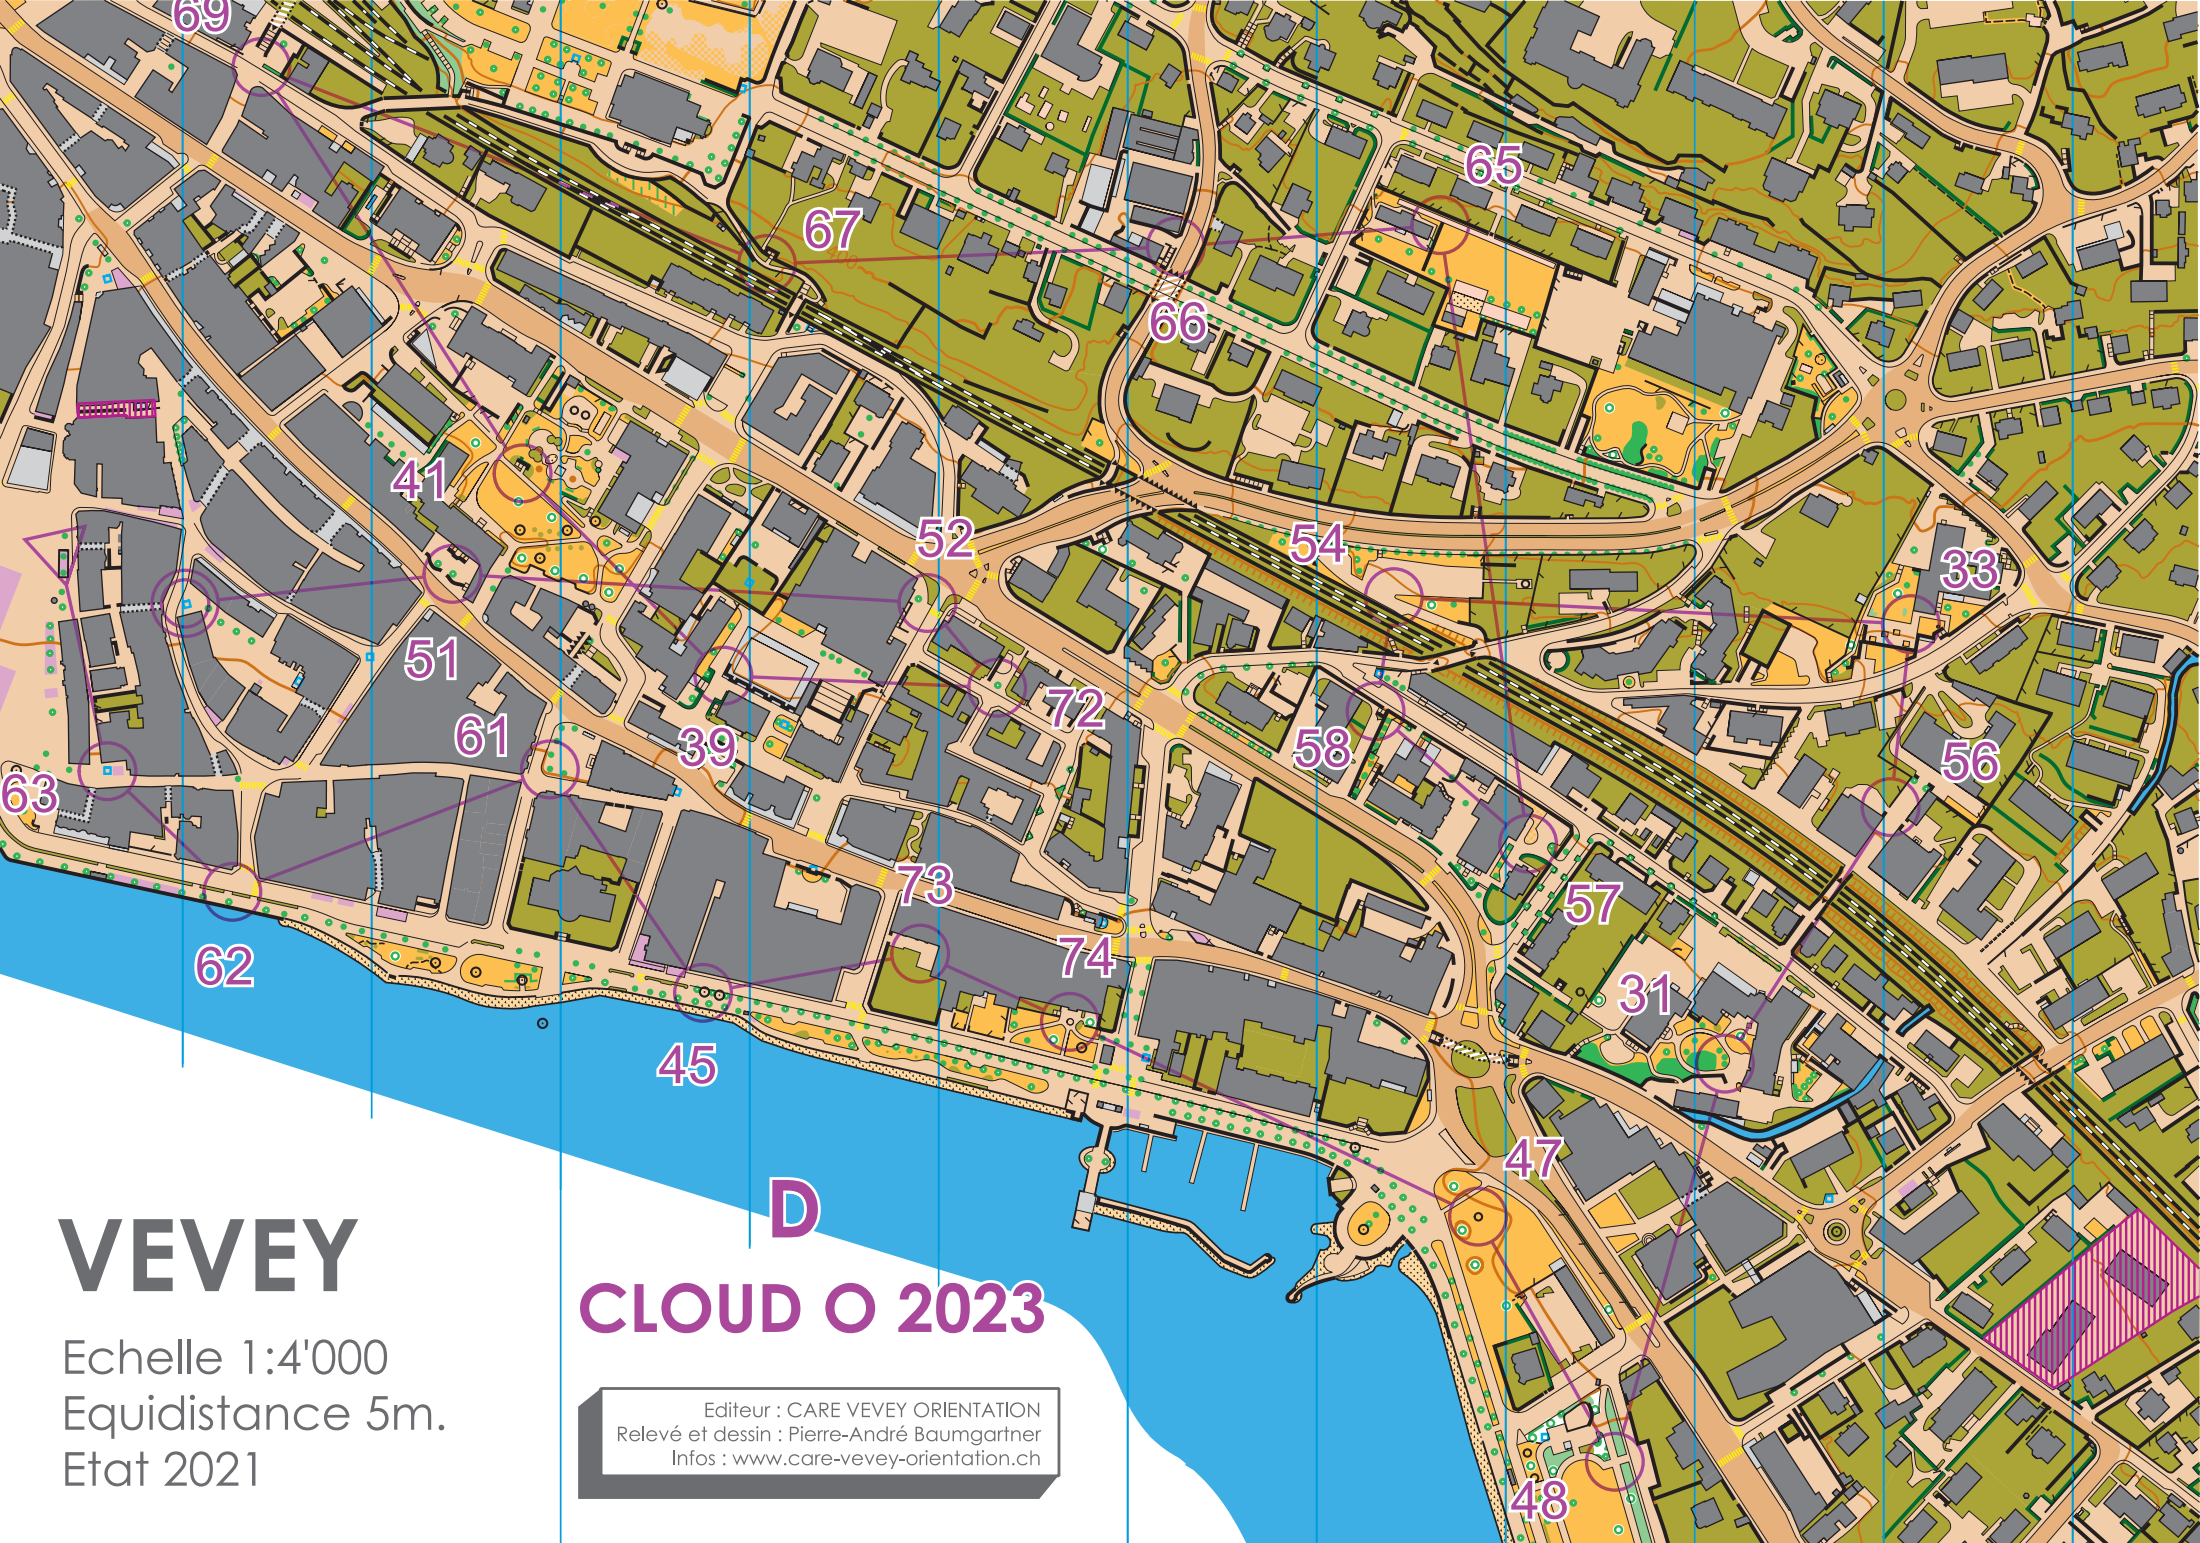 69
65
67
66
41
52
54
33
51
61
39
72
58
56
63
73
57
62
74
31
45
47
48
400
D
CLOUD O 2023
VEVEY
Echelle 1:4'000
Equidistance 5m.
Etat 2021
Editeur : CARE VEVEY ORIENTATION
Relevé et dessin : Pierre-André Baumgartner
Infos : www.care-vevey-orientation.ch